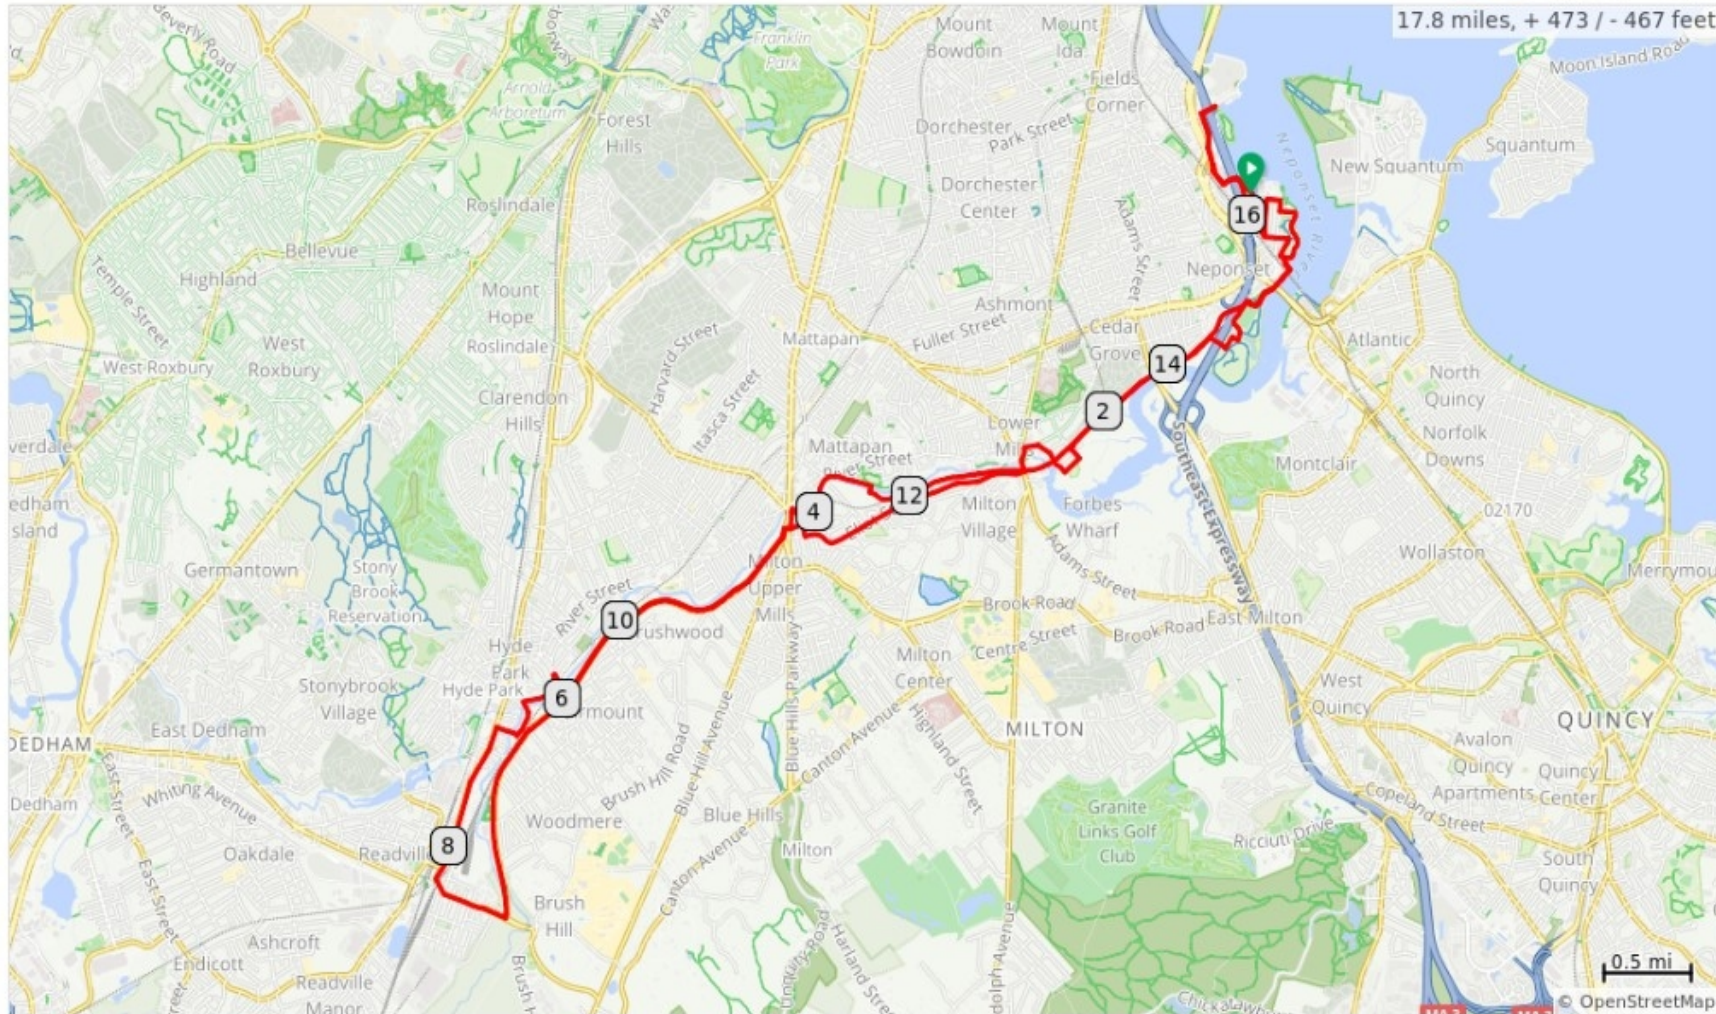 17.8 miles, + 473 / - 467 feet
Beverly Road
Franklin
Park
Mount
Bowdoin
Mount
Ida
Moon Island Road
Arnold
Arboretum
Forest
Hills
Fields
Corner
Dorchester
Park Street
Squantum
New Squantum
Neponset River
Dorchester
Center
Adams Street
16
Roslindale
Bellevue
Highland
Temple Street
Mount
Hope
Roslindale
Neponset
Ashmont
Fuller Street
Mattapan
Cedar
Grove
Atlantic
West
Roxbury
West Roxbury
Harvard Street
14
North
Quincy
Clarendon
Hills
Itasca Street
2
Lower
Mills
Mattapan
River Street
Norfolk
Downs
Montclair
Southeast Expressway
12
4
Milton
Village
Forbes
Wharf
02170
Wollaston
Germantown
Stony
Brook
Reservation
Milton
Upper
Mills
Adams Street
River Street
Brook Road
Brook Road
East Milton
10
Centre Street
Hyde
Park
Hyde Park
Milton
Center
Stonybrook
Village
6
West
Quincy
East Dedham
DEDHAM
Blue Hills Parkway
Canton Avenue
Highland Street
MILTON
QUINCY
Avalon
Quincy
Apartments
Quincy
Center
Brush Hill Road
Blue Hill Avenue
Dedham
East Street
Whiting Avenue
Blue Hills
Woodmere
Granite
Links Golf
Club
Copeland Street
Ricciuti Drive
8
Oakdale
Readville
Milton
Canton Avenue
South
Quincy
East Street
Brush
Hill
Ashcroft
Endicott
Readville
Manor
0.5 mi
© OpenStreetMap